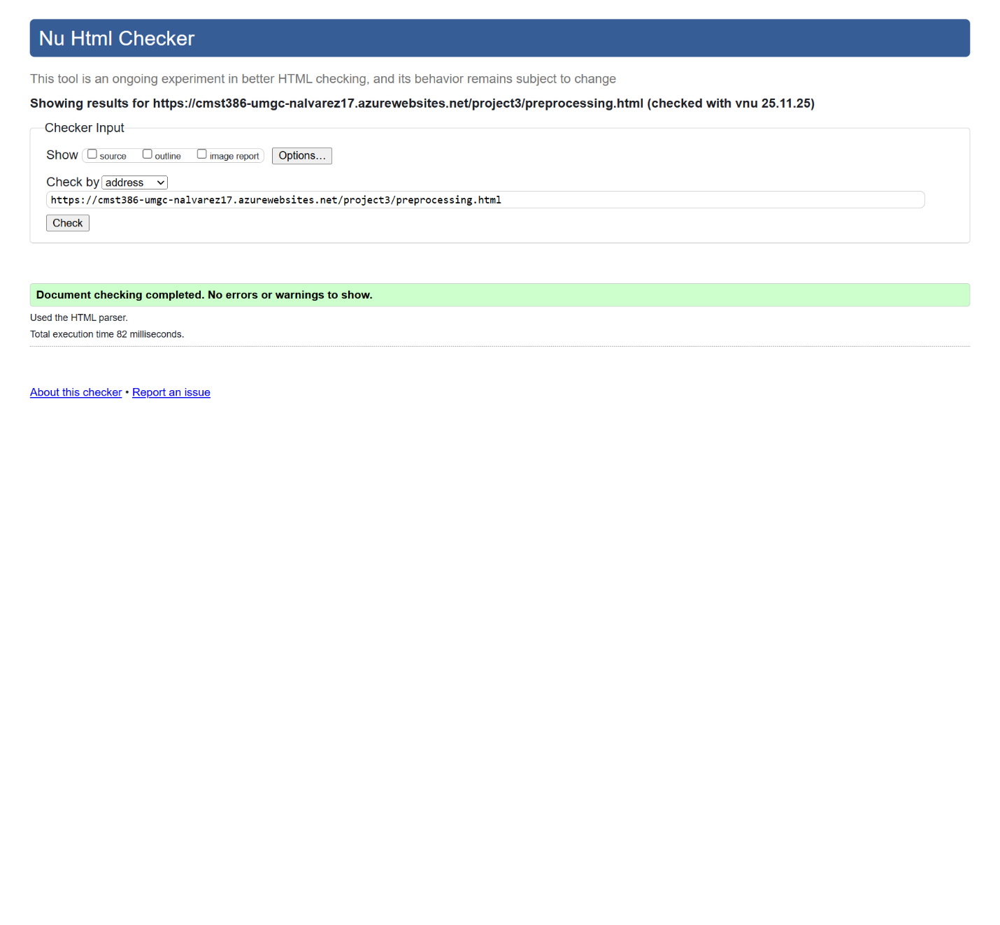 Nu Html Checker
This tool is an ongoing experiment in better HTML checking, and its behavior remains subject to change
Showing results for https://cmst386-umgc-nalvarez17.azurewebsites.net/project3/preprocessing.html (checked with vnu 25.11.25)
Checker Input
Show source outline image report Options...
Check by address
https://cmst386-umgc-nalvarez17.azurewebsites.net/project3/preprocessing.html
Check
Document checking completed. No errors or warnings to show.
Used the HTML parser.
Total execution time 82 milliseconds.
About this checker • Report an issue